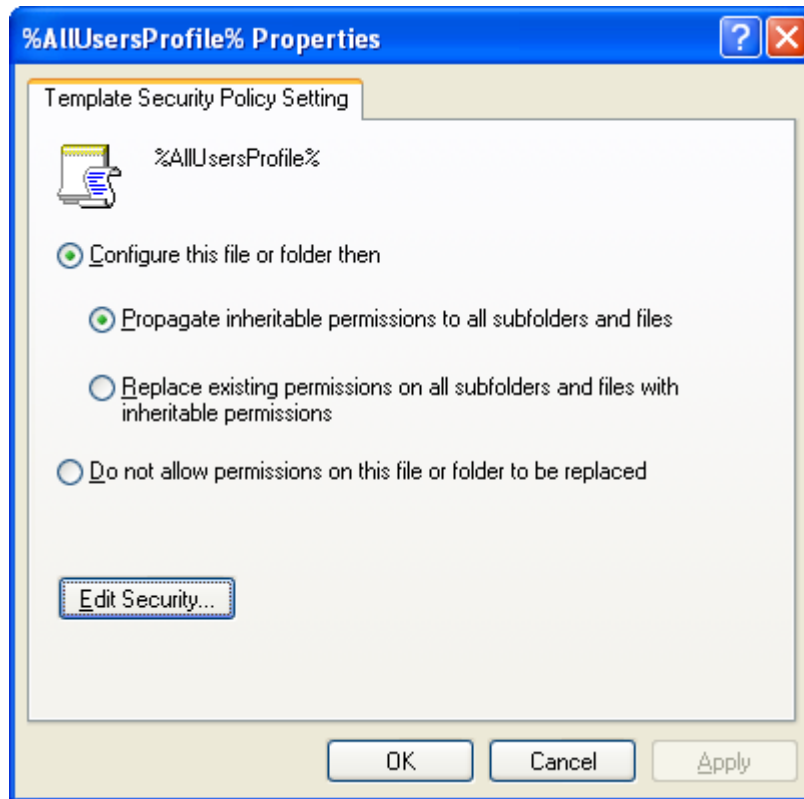 %AllUsersProfile% Properties
Template Security Policy Setting
%AllUsersProfile%
Configure this file or folder then
Propagate inheritable permissions to all subfolders and files
Replace existing permissions on all subfolders and files with
inheritable permissions
Do not allow permissions on this file or folder to be replaced
Edit Security...
OK Cancel Apply